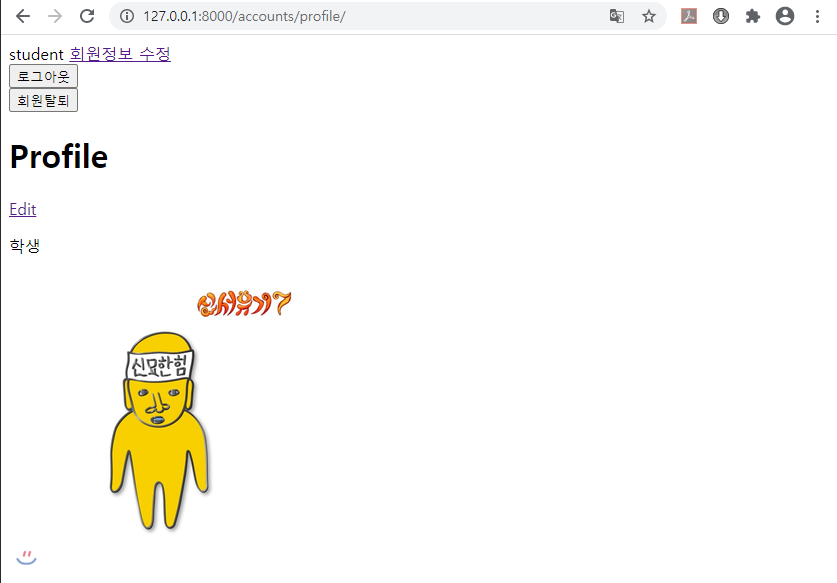 127.0.0.1:8000/accounts/profile/
student 회원정보 수정
로그아웃
회원탈퇴
Profile
Edit
학생
신서유기7
신묘한힘